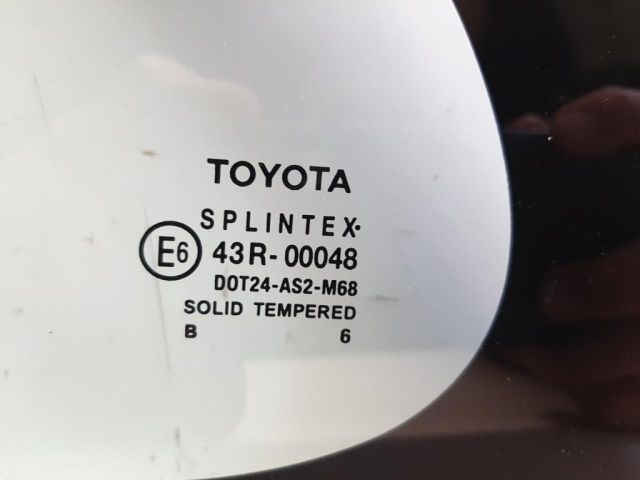 TOYOTA
SPLINTEX
E6 43R-00048
DOT24-AS2-M68
SOLID TEMPERED
B 6